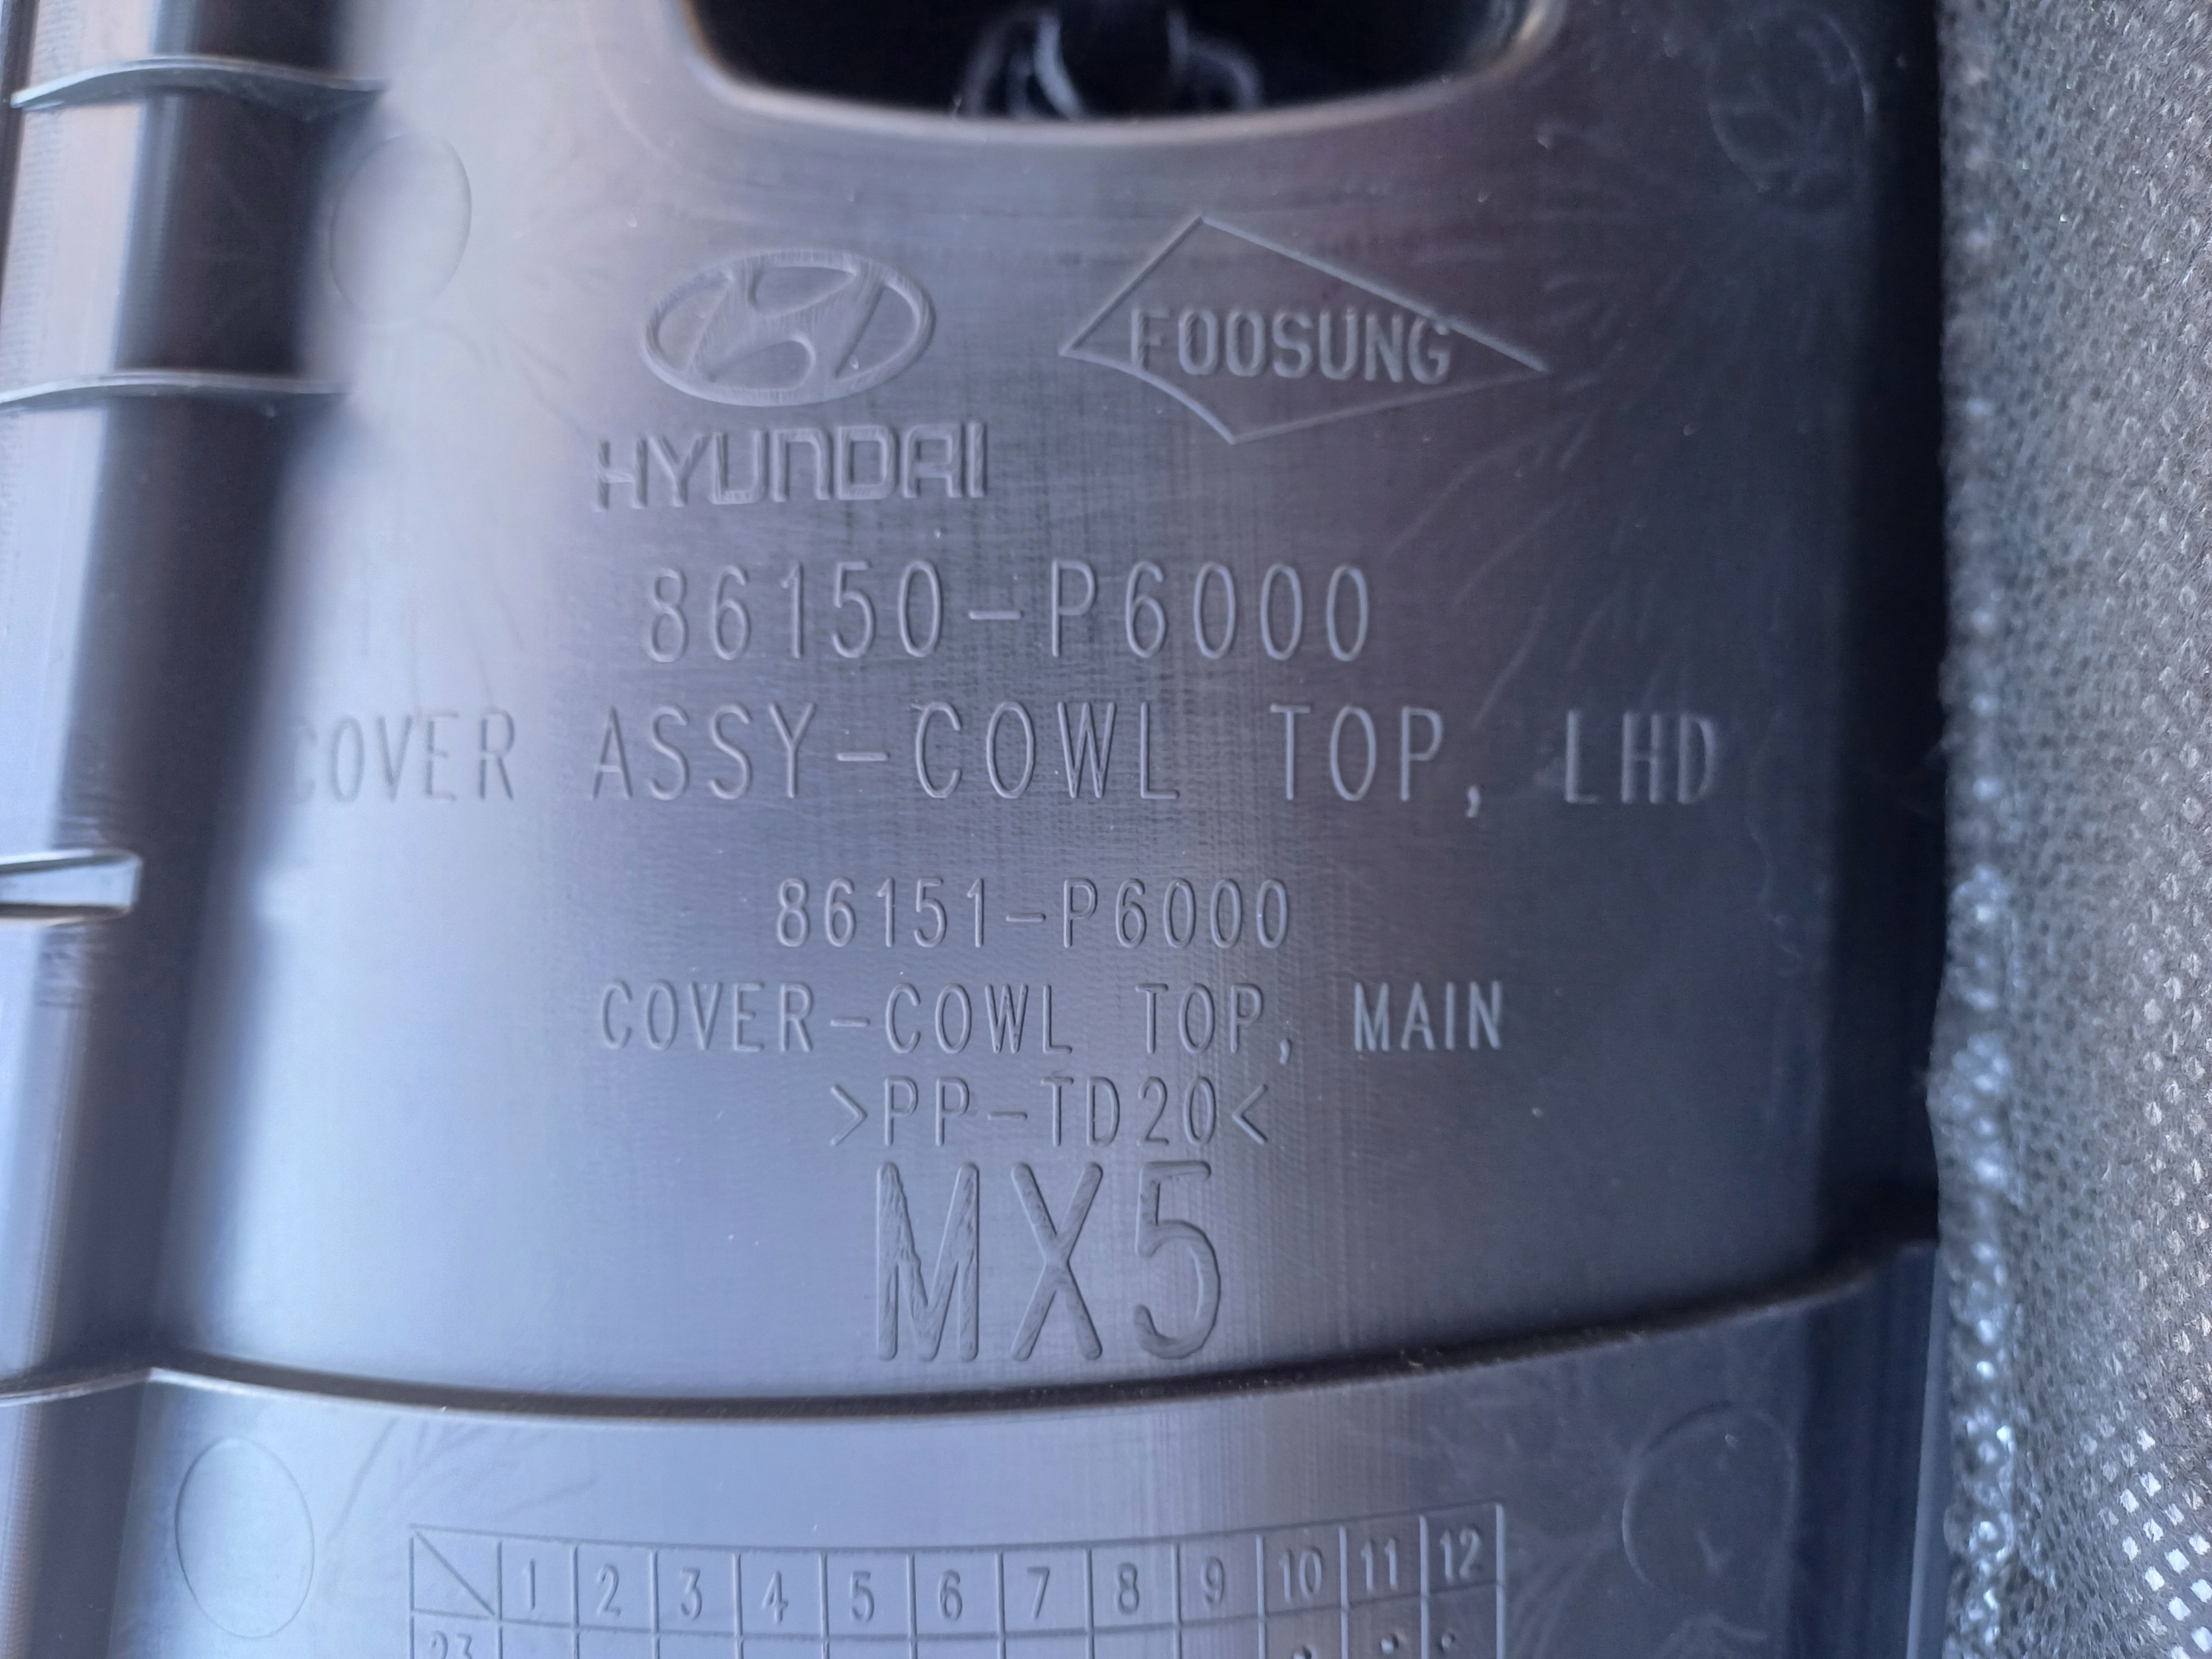 FOOSUNG
HYUNDAI
86150-P6000
COVER ASSY-COWL TOP, LHD
86151-P6000
COVER-COWL TOP, MAIN
>PP-TD20<
MX5
1 2 3 4 5 6 7 8 9 10 11 12
23